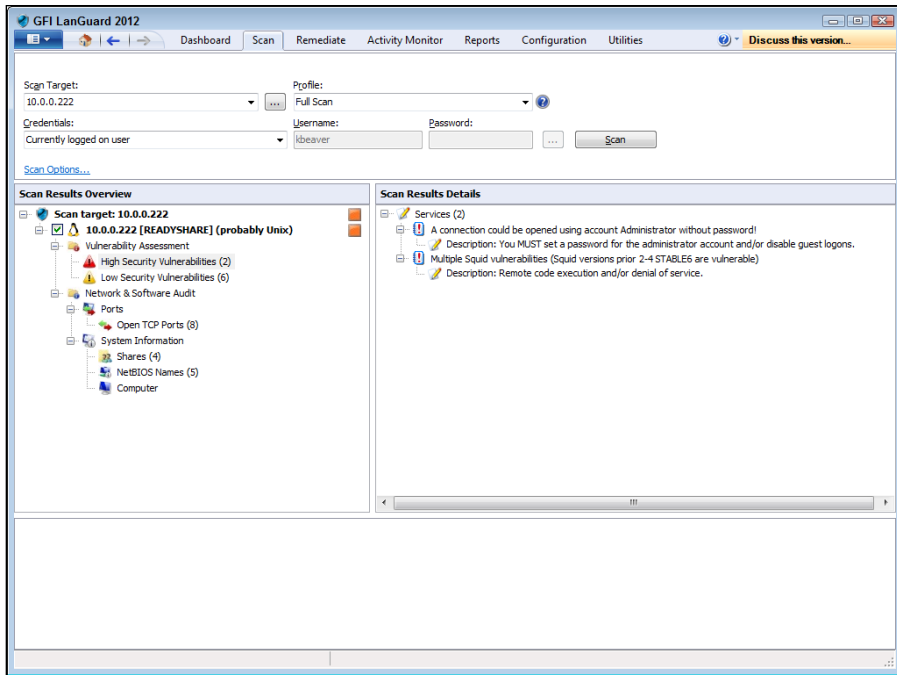 GFI LanGuard 2012
Dashboard Scan Remediate Activity Monitor Reports Configuration Utilities Discuss this version...
Scan Target: Profile:
10.0.0.222 ... Full Scan
Credentials: Username: Password:
Currently logged on user kbeaver ... Scan
Scan Options...
Scan Results Overview
Scan target: 10.0.0.222
10.0.0.222 [READYSHARE] (probably Unix)
Vulnerability Assessment
High Security Vulnerabilities (2)
Low Security Vulnerabilities (6)
Network & Software Audit
Ports
Open TCP Ports (8)
System Information
Shares (4)
NetBIOS Names (5)
Computer
Scan Results Details
Services (2)
A connection could be opened using account Administrator without password!
Description: You MUST set a password for the administrator account and/or disable guest logons.
Multiple Squid vulnerabilities (Squid versions prior 2-4 STABLE6 are vulnerable)
Description: Remote code execution and/or denial of service.